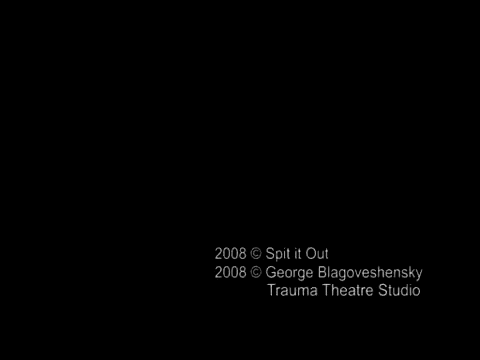 2008 © Spit it Out
2008 © George Blagoveshensky
Trauma Theatre Studio